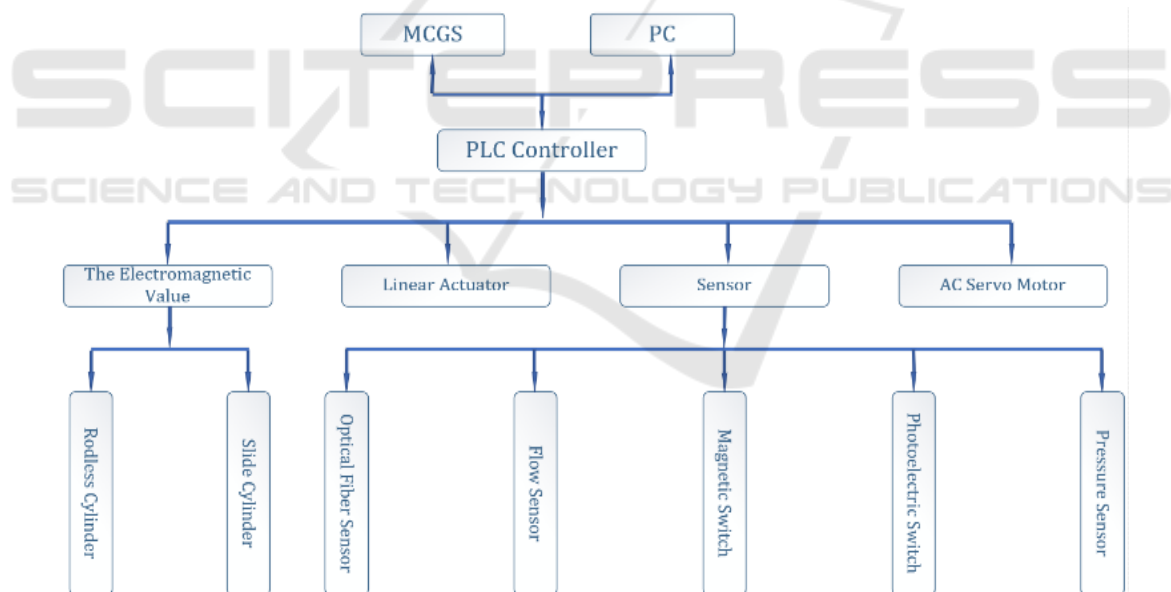 MCGS
PC
SCITEPRESS
PLC Controller
SCIENCE AND TECHNOLOGY PUBLICATIONS
The Electromagnetic
Value
Linear Actuator
Sensor
AC Servo Motor
Rodless Cylinder
Slide Cylinder
Optical Fiber Sensor
Flow Sensor
Magnetic Switch
Photoelectric Switch
Pressure Sensor